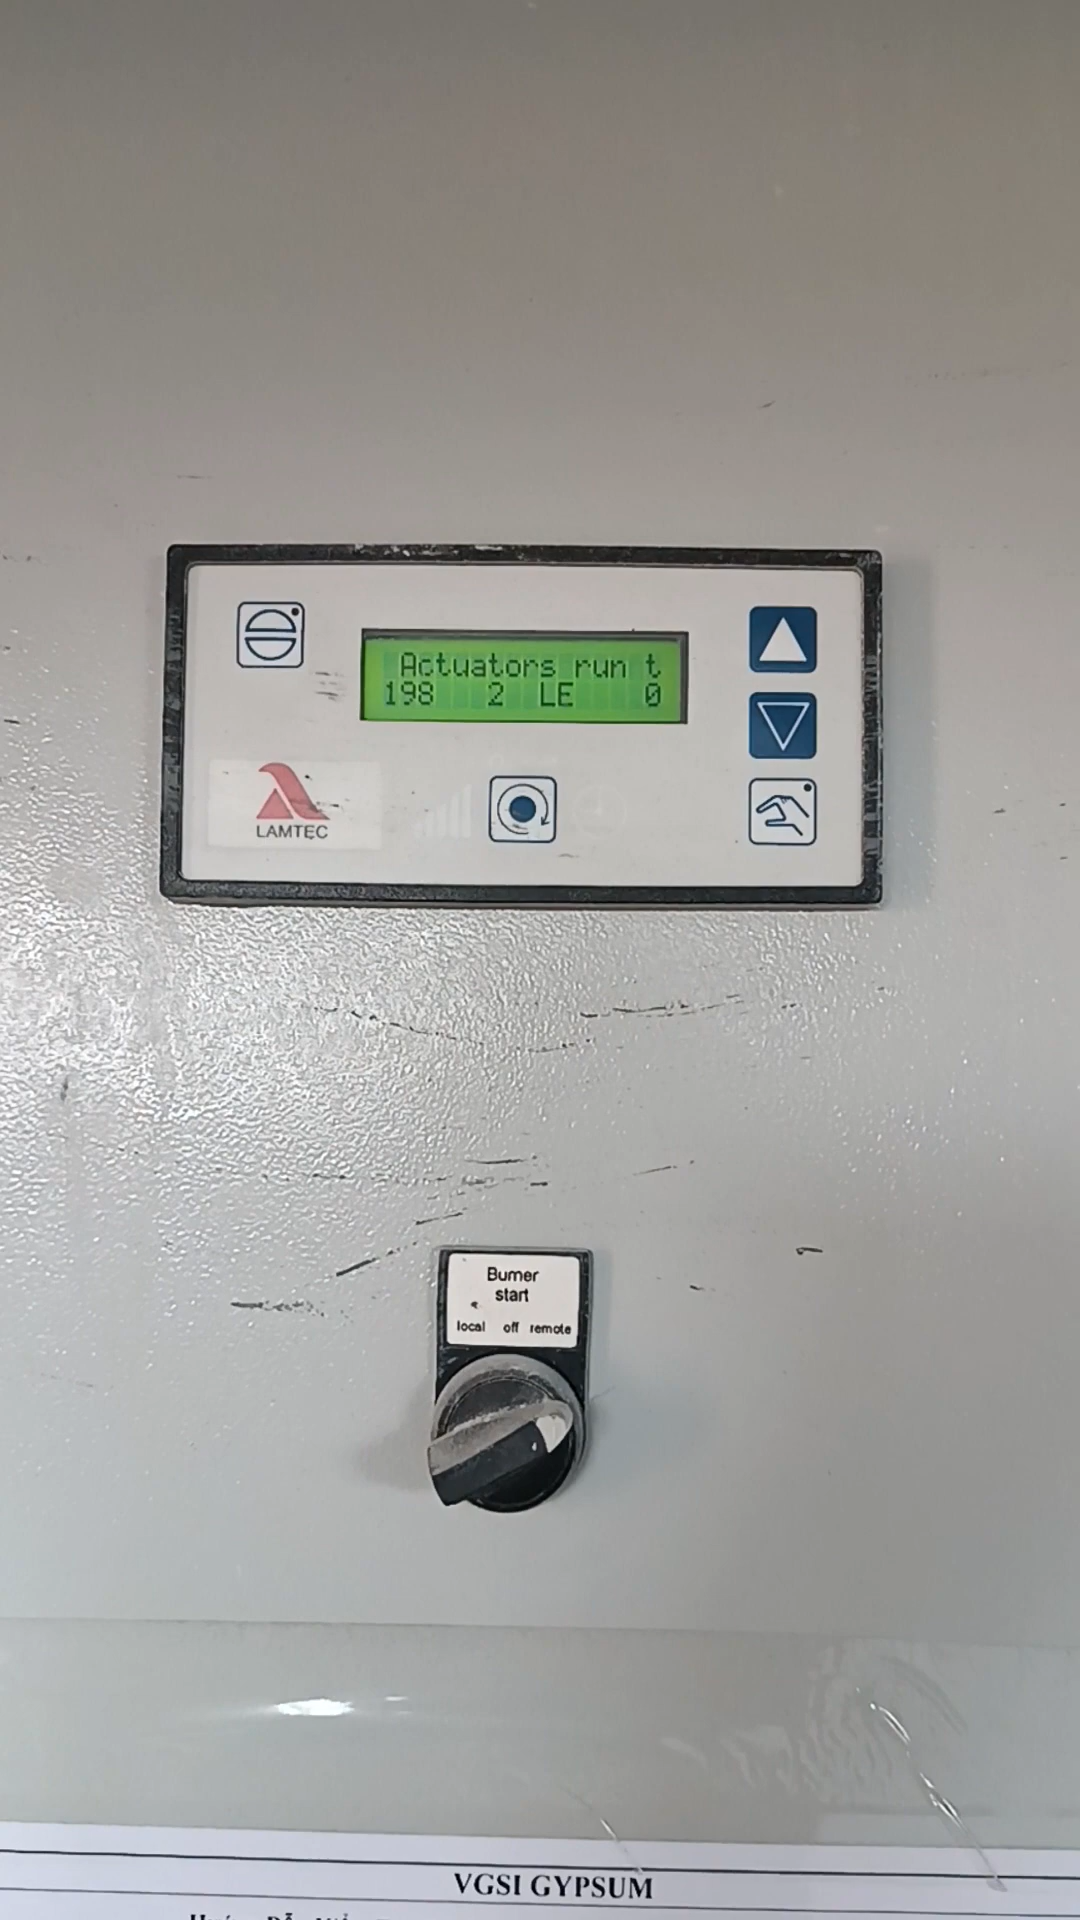 Actuators run t
198 2 LE 0
LAMTEC
Burner
start
local off remote
VGSI GYPSUM